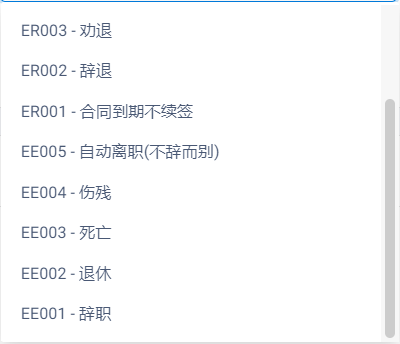 ER003 - 劝退
ER002 - 辞退
ER001 - 合同到期不续签
EE005 - 自动离职(不辞而别)
EE004 - 伤残
EE003 - 死亡
EE002 - 退休
EE001 - 辞职